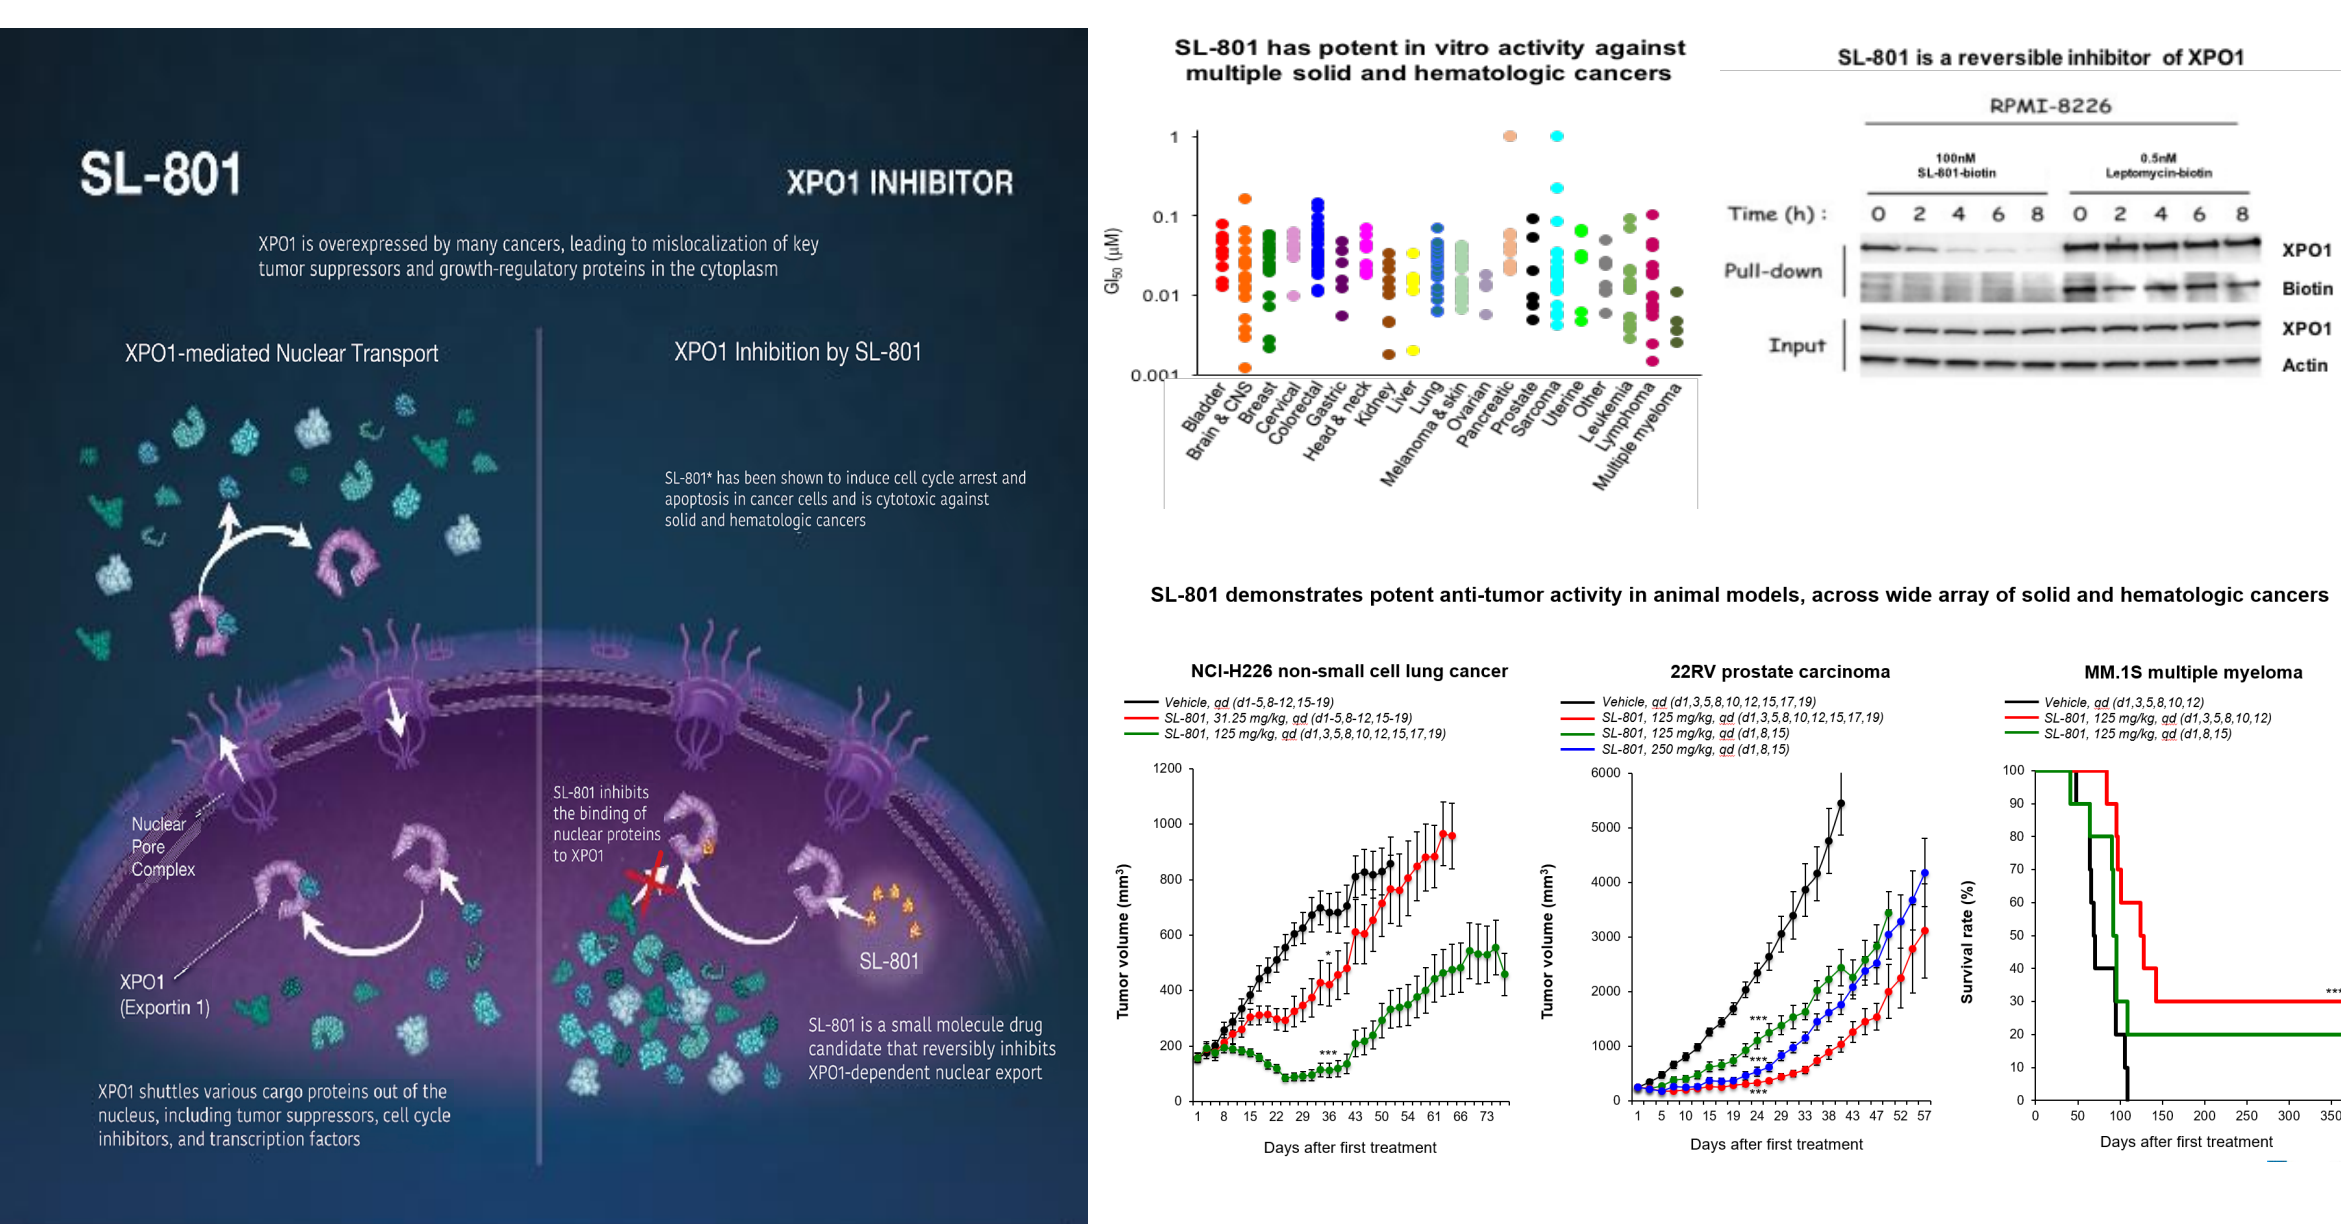 SL-801
XPO1 INHIBITOR
XPO1 is overexpressed by many cancers, leading to mislocalization of key
tumor suppressors and growth-regulatory proteins in the cytoplasm
XPO1-mediated Nuclear Transport
XPO1 Inhibition by SL-801
SL-801* has been shown to induce cell cycle arrest and
apoptosis in cancer cells and is cytotoxic against
solid and hematologic cancers
SL-801 inhibits
the binding of
nuclear proteins
to XPO1
Nuclear
Pore
Complex
XPO1
(Exportin 1)
SL-801
SL-801 is a small molecule drug
candidate that reversibly inhibits
XPO1-dependent nuclear export
XPO1 shuttles various cargo proteins out of the
nucleus, including tumor suppressors, cell cycle
inhibitors, and transcription factors
SL-801 has potent in vitro activity against
multiple solid and hematologic cancers
GI50 (µM)
1
0.1
0.01
0.001
Bladder
Brain & CNS
Breast
Cervical
Colorectal
Gastric
Head & neck
Kidney
Liver
Lung
Melanoma & skin
Ovarian
Pancreatic
Prostate
Sarcoma
Uterine
Other
Leukemia
Lymphoma
Multiple myeloma
SL-801 is a reversible inhibitor of XPO1
RPMI-8226
100nM
SL-801-biotin
0.5nM
Leptomycin-biotin
Time (h) : 0 2 4 6 8 0 2 4 6 8
Pull-down
XPO1
Biotin
Input
XPO1
Actin
SL-801 demonstrates potent anti-tumor activity in animal models, across wide array of solid and hematologic cancers
NCI-H226 non-small cell lung cancer
Vehicle, qd (d1-5,8-12,15-19)
SL-801, 31.25 mg/kg, qd (d1-5,8-12,15-19)
SL-801, 125 mg/kg, qd (d1,3,5,8,10,12,15,17,19)
Tumor volume (mm3)
1200
1000
800
600
400
200
0
*
***
1 8 15 22 29 36 43 50 54 61 66 73
Days after first treatment
22RV prostate carcinoma
Vehicle, qd (d1,3,5,8,10,12,15,17,19)
SL-801, 125 mg/kg, qd (d1,3,5,8,10,12,15,17,19)
SL-801, 125 mg/kg, qd (d1,8,15)
SL-801, 250 mg/kg, qd (d1,8,15)
Tumor volume (mm3)
6000
5000
4000
3000
2000
1000
0
***
***
***
1 5 10 15 19 24 29 33 38 43 47 52 57
Days after first treatment
MM.1S multiple myeloma
Vehicle, qd (d1,3,5,8,10,12)
SL-801, 125 mg/kg, qd (d1,3,5,8,10,12)
SL-801, 125 mg/kg, qd (d1,8,15)
Survival rate (%)
100
90
80
70
60
50
40
30
20
10
0
***
0 50 100 150 200 250 300 350
Days after first treatment